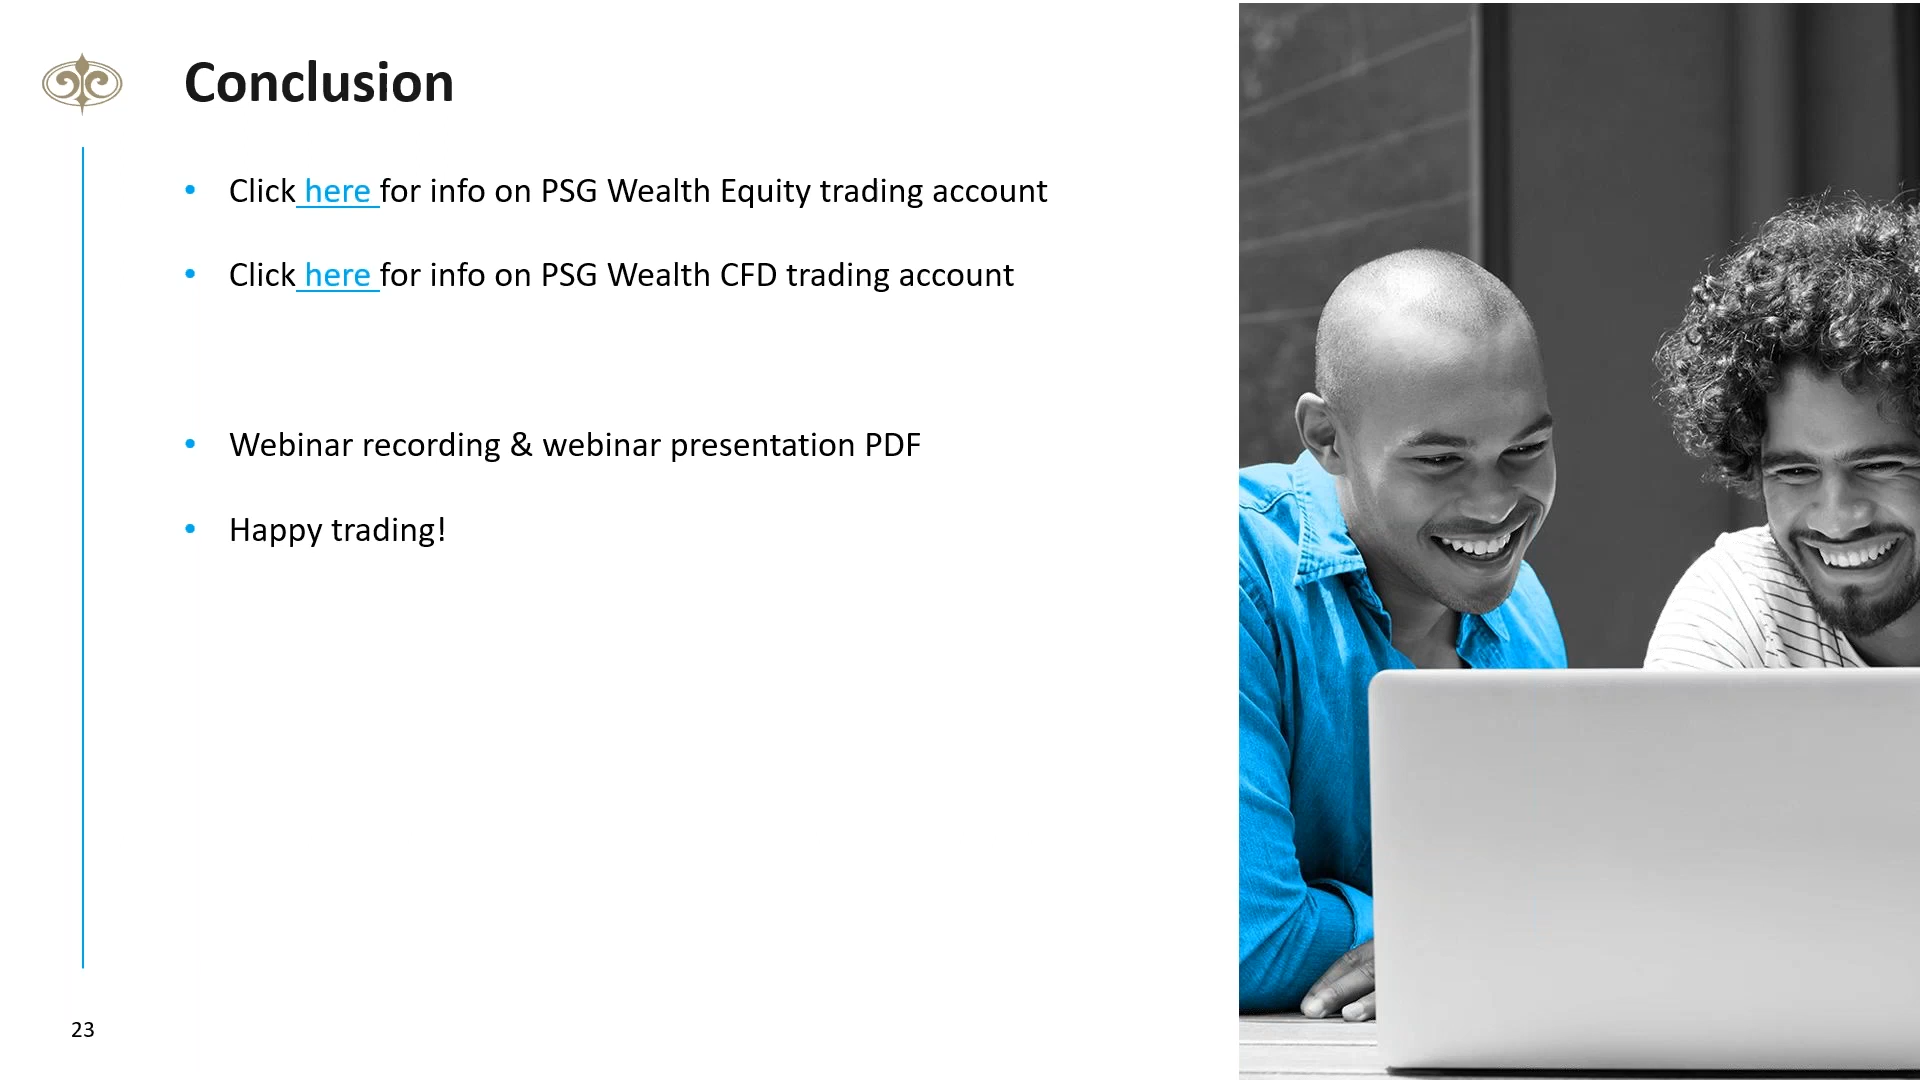 Conclusion
• Click here for info on PSG Wealth Equity trading account
• Click here for info on PSG Wealth CFD trading account
• Webinar recording & webinar presentation PDF
• Happy trading!
23